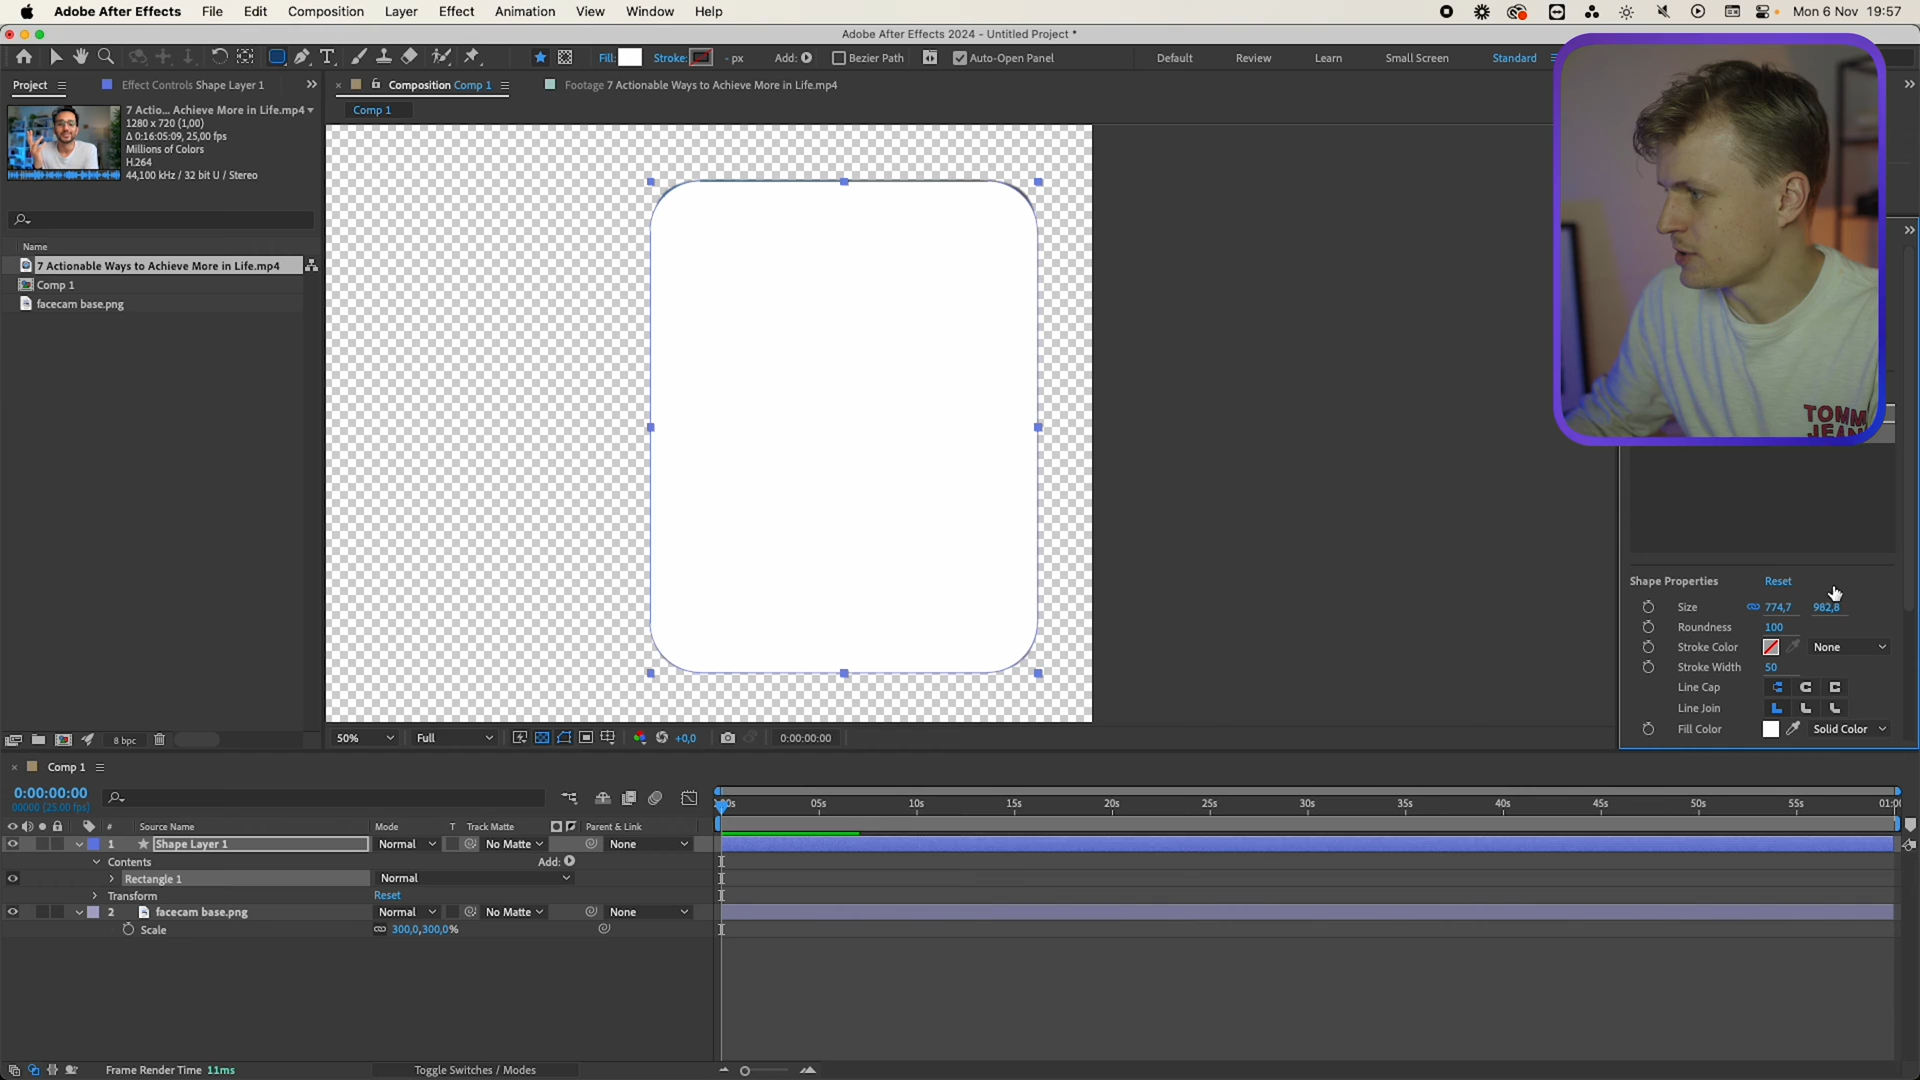 Adobe After Effects File Edit Composition Layer Effect Animation View Window Help Mon 6 Nov 19:57
Adobe After Effects 2024 - Untitled Project *
Fill: Stroke: - px Add: Bezier Path Auto-Open Panel Default Review Learn Small Screen Standard
Project Effect Controls Shape Layer 1 Composition Comp 1 Footage 7 Actionable Ways to Achieve More in Life.mp4
Comp 1
7 Actio... Achieve More in Life.mp4
1280 x 720 (1,00)
Δ 0:16:05:09, 25,00 fps
Millions of Colors
H.264
44,100 kHz / 32 bit U / Stereo
Name
7 Actionable Ways to Achieve More in Life.mp4
Comp 1
facecam base.png
TOMM
JEAN
Shape Properties Reset
Size 774,7 982,8
Roundness 100
Stroke Color None
Stroke Width 50
Line Cap
Line Join
Fill Color Solid Color
8 bpc 50% Full +0,0 0:00:00:00
Comp 1
0:00:00:00
00000 (25.00 fps)
05s 10s 15s 20s 25s 30s 35s 40s 45s 50s 55s
# Source Name Mode T Track Matte Parent & Link
1 Shape Layer 1 Normal No Matte None
Contents Add:
Rectangle 1 Normal
Transform Reset
2 facecam base.png Normal No Matte None
Scale 300,0,300,0%
Frame Render Time 11ms Toggle Switches / Modes